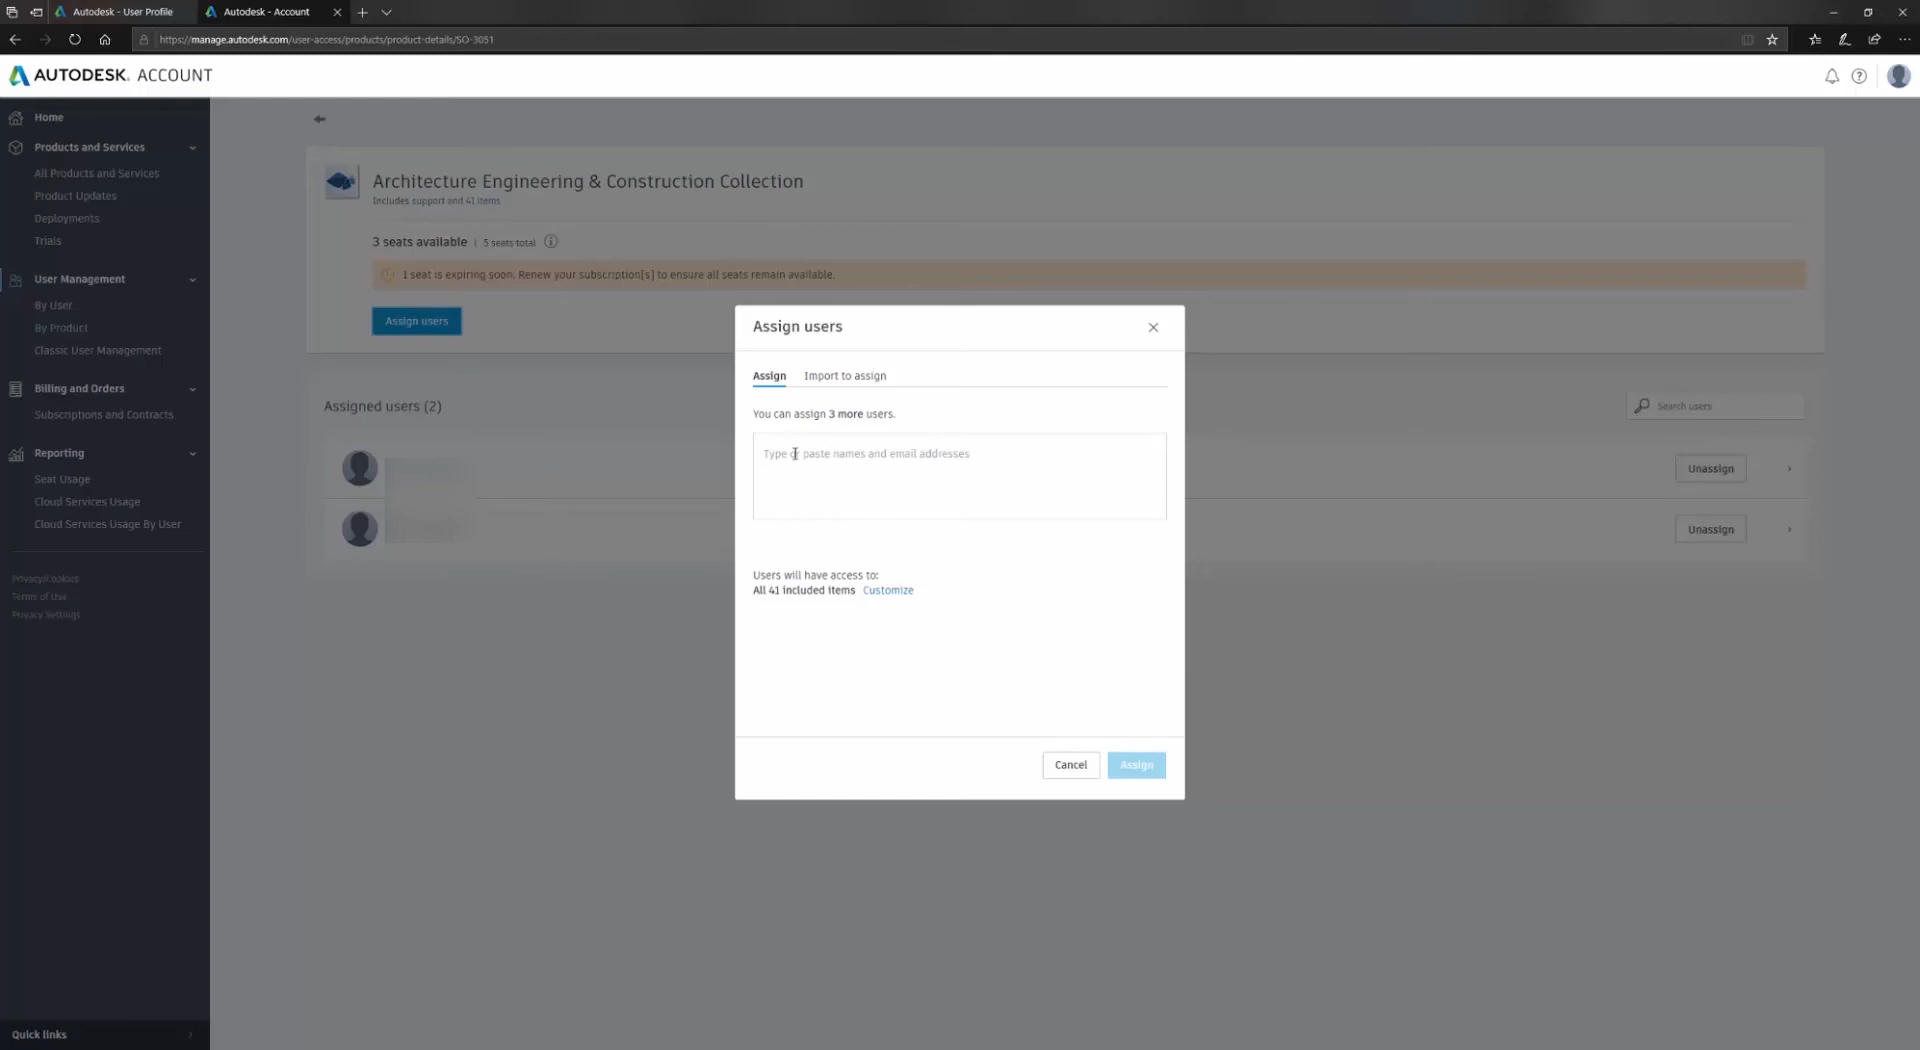 Autodesk - User Profile
Autodesk - Account
https://manage.autodesk.com/user-access/products/product-details/SO-3051
AUTODESK. ACCOUNT
Home
Products and Services
All Products and Services
Product Updates
Deployments
Trials
User Management
By User
By Product
Classic User Management
Billing and Orders
Subscriptions and Contracts
Reporting
Seat Usage
Cloud Services Usage
Cloud Services Usage By User
Privacy/Cookies
Terms of Use
Privacy Settings
Quick links
Architecture Engineering & Construction Collection
Includes support and 41 items
3 seats available | 5 seats total
1 seat is expiring soon. Renew your subscription[s] to ensure all seats remain available.
Assign users
Assigned users (2)
Search users
Unassign
Unassign
Assign users
Assign Import to assign
You can assign 3 more users.
Type or paste names and email addresses
Users will have access to:
All 41 included items Customize
Cancel Assign